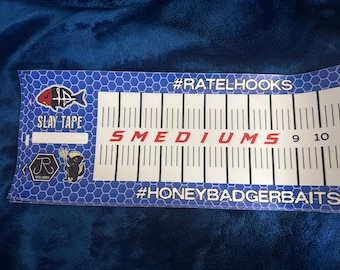 #RATELHOOKS
SLAY TAPE
SMEDIUMS 9 10
#HONEYBADGERBAITS